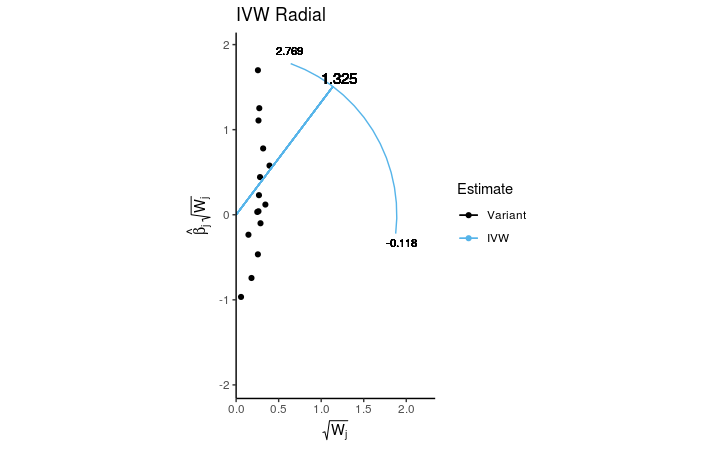 IVW Radial
2.769
1.325
-0.118
2
1
0
-1
-2
β̂ⱼ√Wⱼ
0.0 0.5 1.0 1.5 2.0
√Wⱼ
Estimate
Variant
IVW